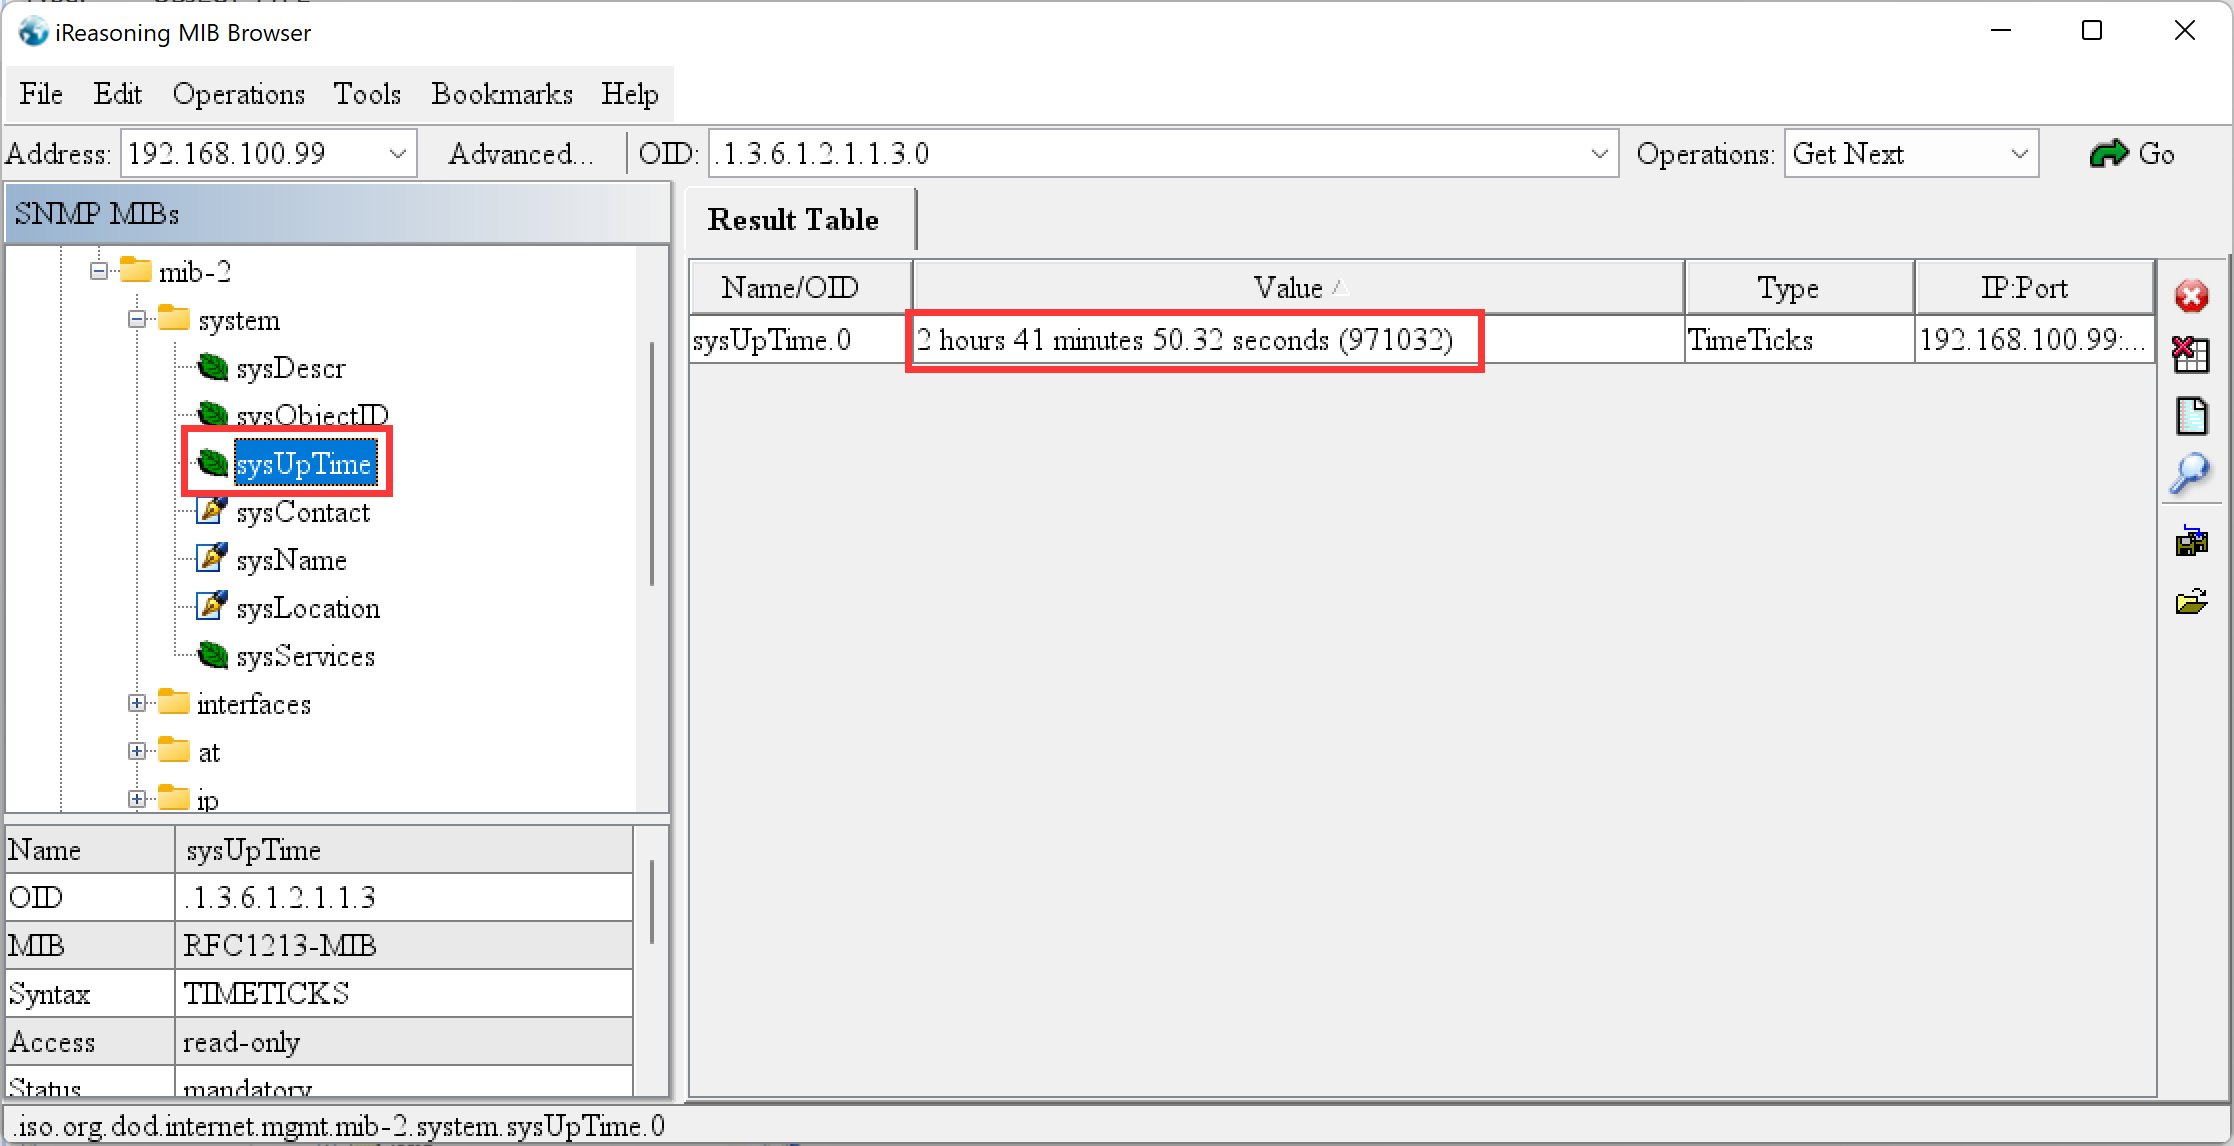 iReasoning MIB Browser
File Edit Operations Tools Bookmarks Help
Address: 192.168.100.99 Advanced... OID: .1.3.6.1.2.1.1.3.0 Operations: Get Next Go
SNMP MIBs
mib-2
system
sysDescr
sysObjectID
sysUpTime
sysContact
sysName
sysLocation
sysServices
interfaces
at
ip
Result Table
Name/OID Value Type IP:Port
sysUpTime.0 2 hours 41 minutes 50.32 seconds (971032) TimeTicks 192.168.100.99:...
Name sysUpTime
OID .1.3.6.1.2.1.1.3
MIB RFC1213-MIB
Syntax TIMETICKS
Access read-only
Status mandatory
.iso.org.dod.internet.mgmt.mib-2.system.sysUpTime.0